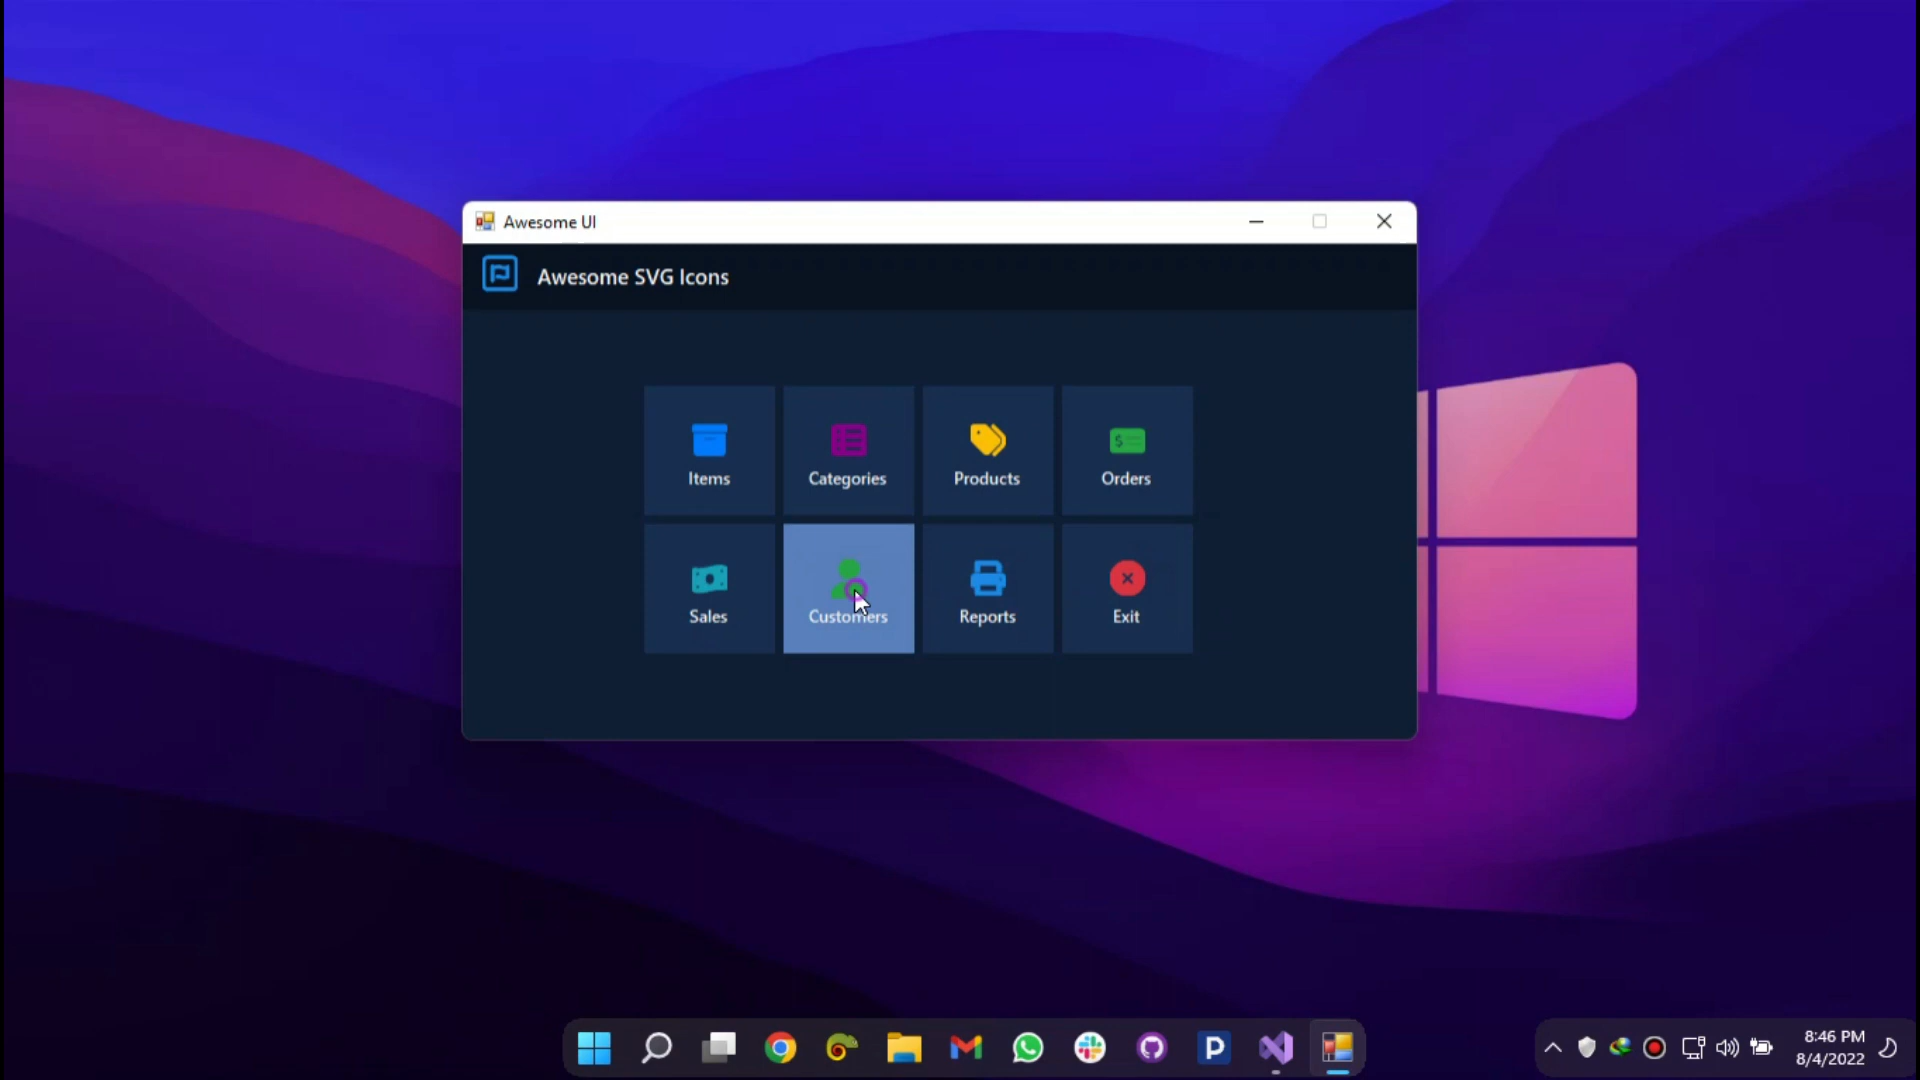 Awesome UI
Awesome SVG Icons
Items
Categories
Products
Orders
Sales
Customers
Reports
Exit
8:46 PM
8/4/2022